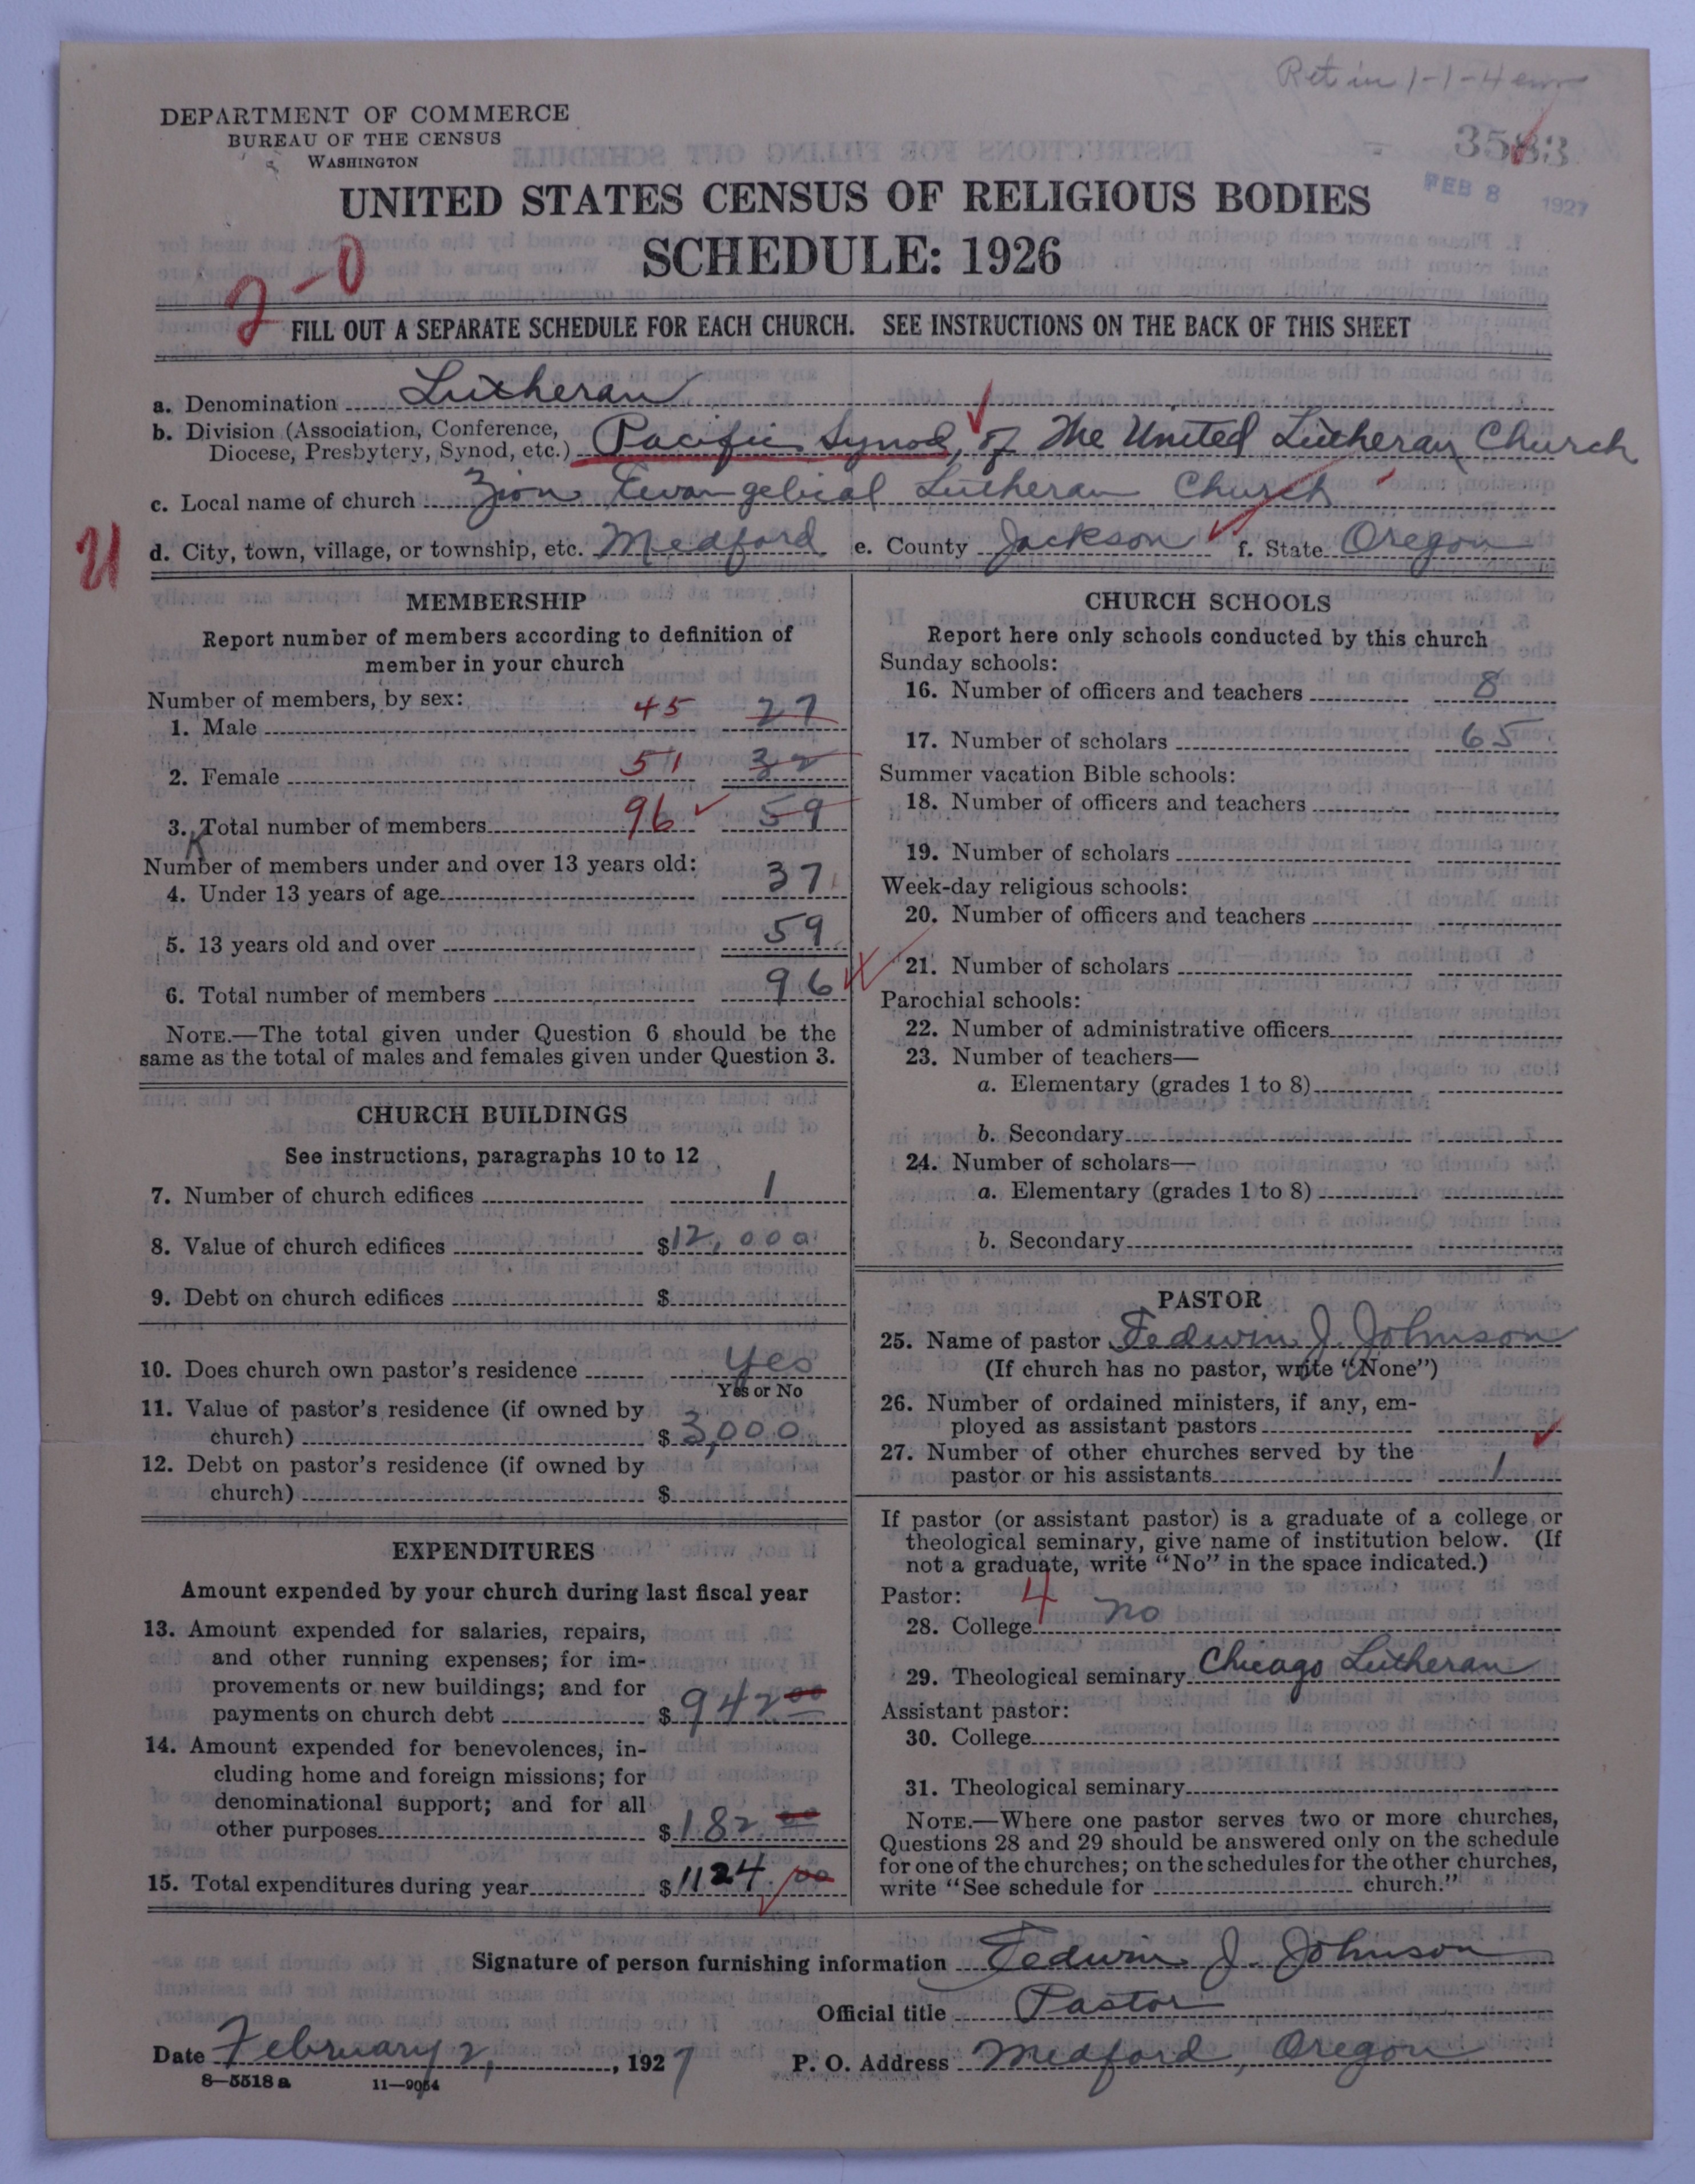 Ret in 1-1-4 em
DEPARTMENT OF COMMERCE
BUREAU OF THE CENSUS
WASHINGTON
3583
FEB 8 1927
UNITED STATES CENSUS OF RELIGIOUS BODIES
SCHEDULE: 1926
2-0
FILL OUT A SEPARATE SCHEDULE FOR EACH CHURCH. SEE INSTRUCTIONS ON THE BACK OF THIS SHEET
a. Denomination Lutheran
b. Division (Association, Conference,
Diocese, Presbytery, Synod, etc.) Pacific Synod, of The United Lutheran Church
c. Local name of church Zion Evangelical Lutheran Church
21
d. City, town, village, or township, etc. Medford e. County Jackson f. State Oregon
MEMBERSHIP
Report number of members according to definition of
member in your church
Number of members, by sex:
1. Male 45 27
2. Female 51 32
3. Total number of members 96 59
Number of members under and over 13 years old:
4. Under 13 years of age 37
5. 13 years old and over 59
6. Total number of members 96
NOTE.—The total given under Question 6 should be the
same as the total of males and females given under Question 3.
CHURCH BUILDINGS
See instructions, paragraphs 10 to 12
7. Number of church edifices 1
8. Value of church edifices $12,000
9. Debt on church edifices $
10. Does church own pastor's residence yes
Yes or No
11. Value of pastor's residence (if owned by
church) $3,000
12. Debt on pastor's residence (if owned by
church) $
EXPENDITURES
Amount expended by your church during last fiscal year
13. Amount expended for salaries, repairs,
and other running expenses; for im-
provements or new buildings; and for
payments on church debt $942 00
14. Amount expended for benevolences, in-
cluding home and foreign missions; for
denominational support; and for all
other purposes $182.00
15. Total expenditures during year $1124.00
CHURCH SCHOOLS
Report here only schools conducted by this church
Sunday schools:
16. Number of officers and teachers 8
17. Number of scholars 65
Summer vacation Bible schools:
18. Number of officers and teachers
19. Number of scholars
Week-day religious schools:
20. Number of officers and teachers
21. Number of scholars
Parochial schools:
22. Number of administrative officers
23. Number of teachers—
a. Elementary (grades 1 to 8)
b. Secondary
24. Number of scholars—
a. Elementary (grades 1 to 8)
b. Secondary
PASTOR
25. Name of pastor Fedwin J. Johnson
(If church has no pastor, write "None")
26. Number of ordained ministers, if any, em-
ployed as assistant pastors
27. Number of other churches served by the
pastor or his assistants 1
If pastor (or assistant pastor) is a graduate of a college or
theological seminary, give name of institution below. (If
not a graduate, write "No" in the space indicated.)
Pastor: 4
28. College no
29. Theological seminary Chicago Lutheran
Assistant pastor:
30. College
31. Theological seminary
NOTE.—Where one pastor serves two or more churches,
Questions 28 and 29 should be answered only on the schedule
for one of the churches; on the schedules for the other churches,
write "See schedule for church."
Signature of person furnishing information Fedwin J. Johnson
Official title Pastor
Date February 2, 1927 P. O. Address Medford, Oregon
8—5518 a 11—9054